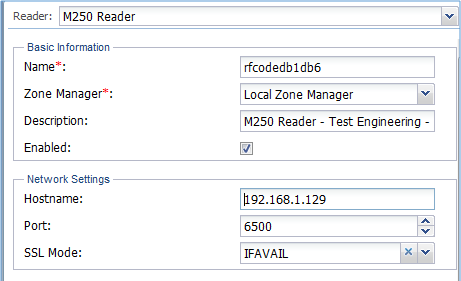 Reader: M250 Reader
Basic Information
Name*: rfcodedb1db6
Zone Manager*: Local Zone Manager
Description: M250 Reader - Test Engineering -
Enabled:
Network Settings
Hostname: 192.168.1.129
Port: 6500
SSL Mode: IFAVAIL